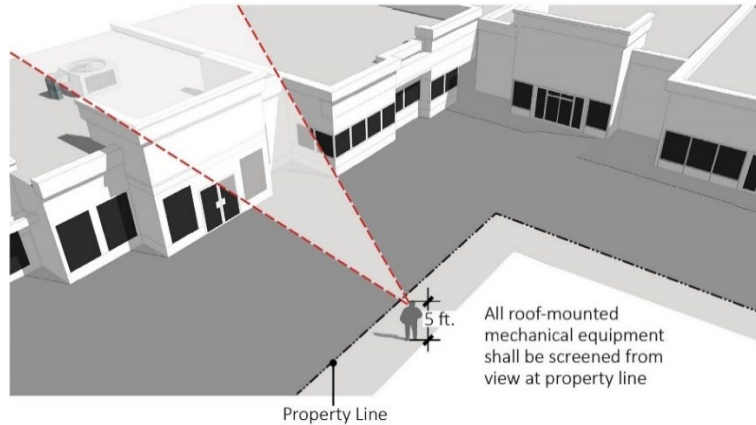 5 ft.
All roof-mounted
mechanical equipment
shall be screened from
view at property line
Property Line